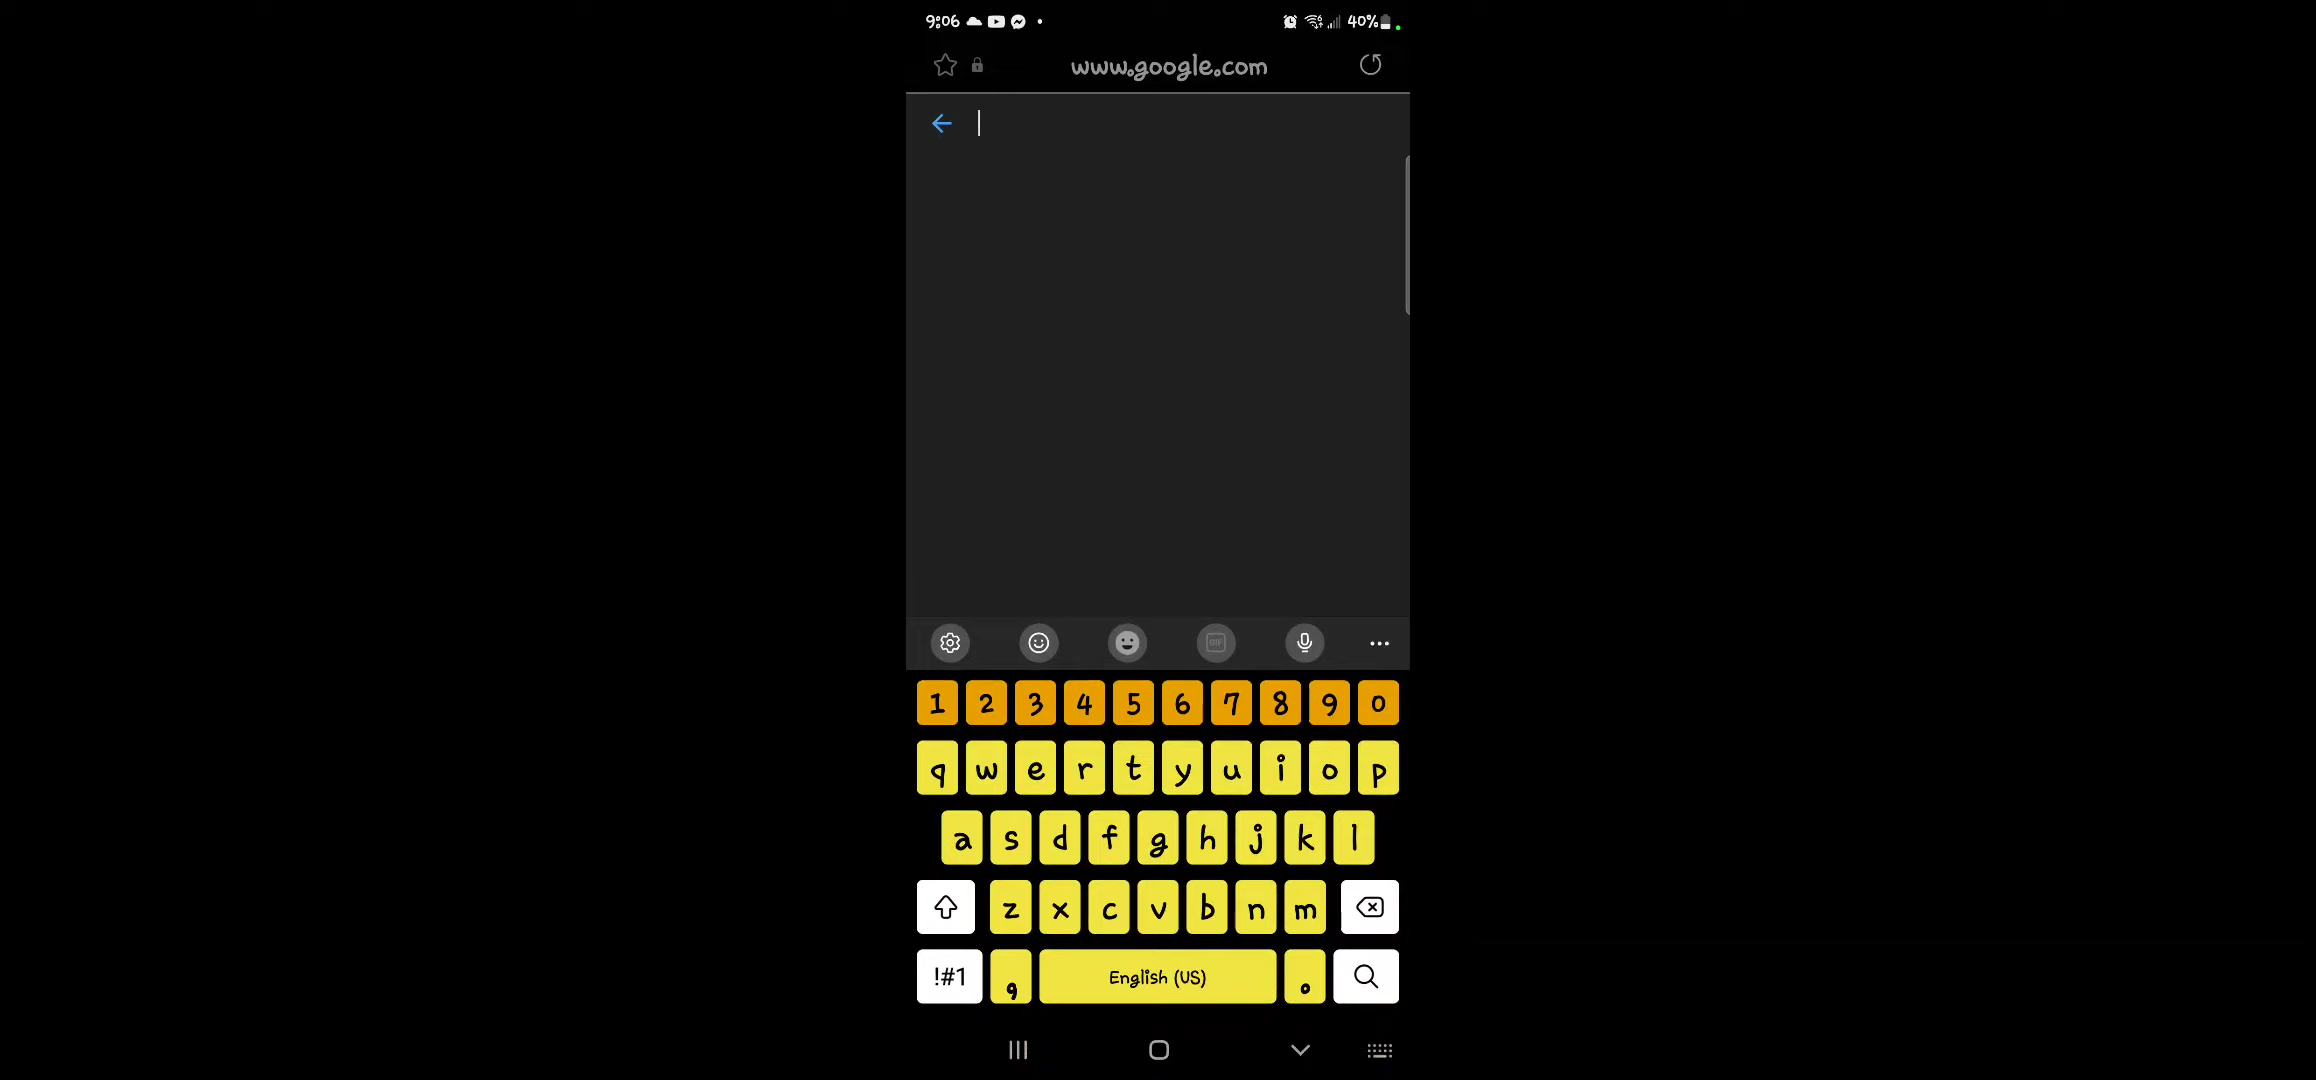 9:06 40%
www.google.com
GIF
1 2 3 4 5 6 7 8 9 0
q w e r t y u i o p
a s d f g h j k l
z x c v b n m
!#1 , English (US) .